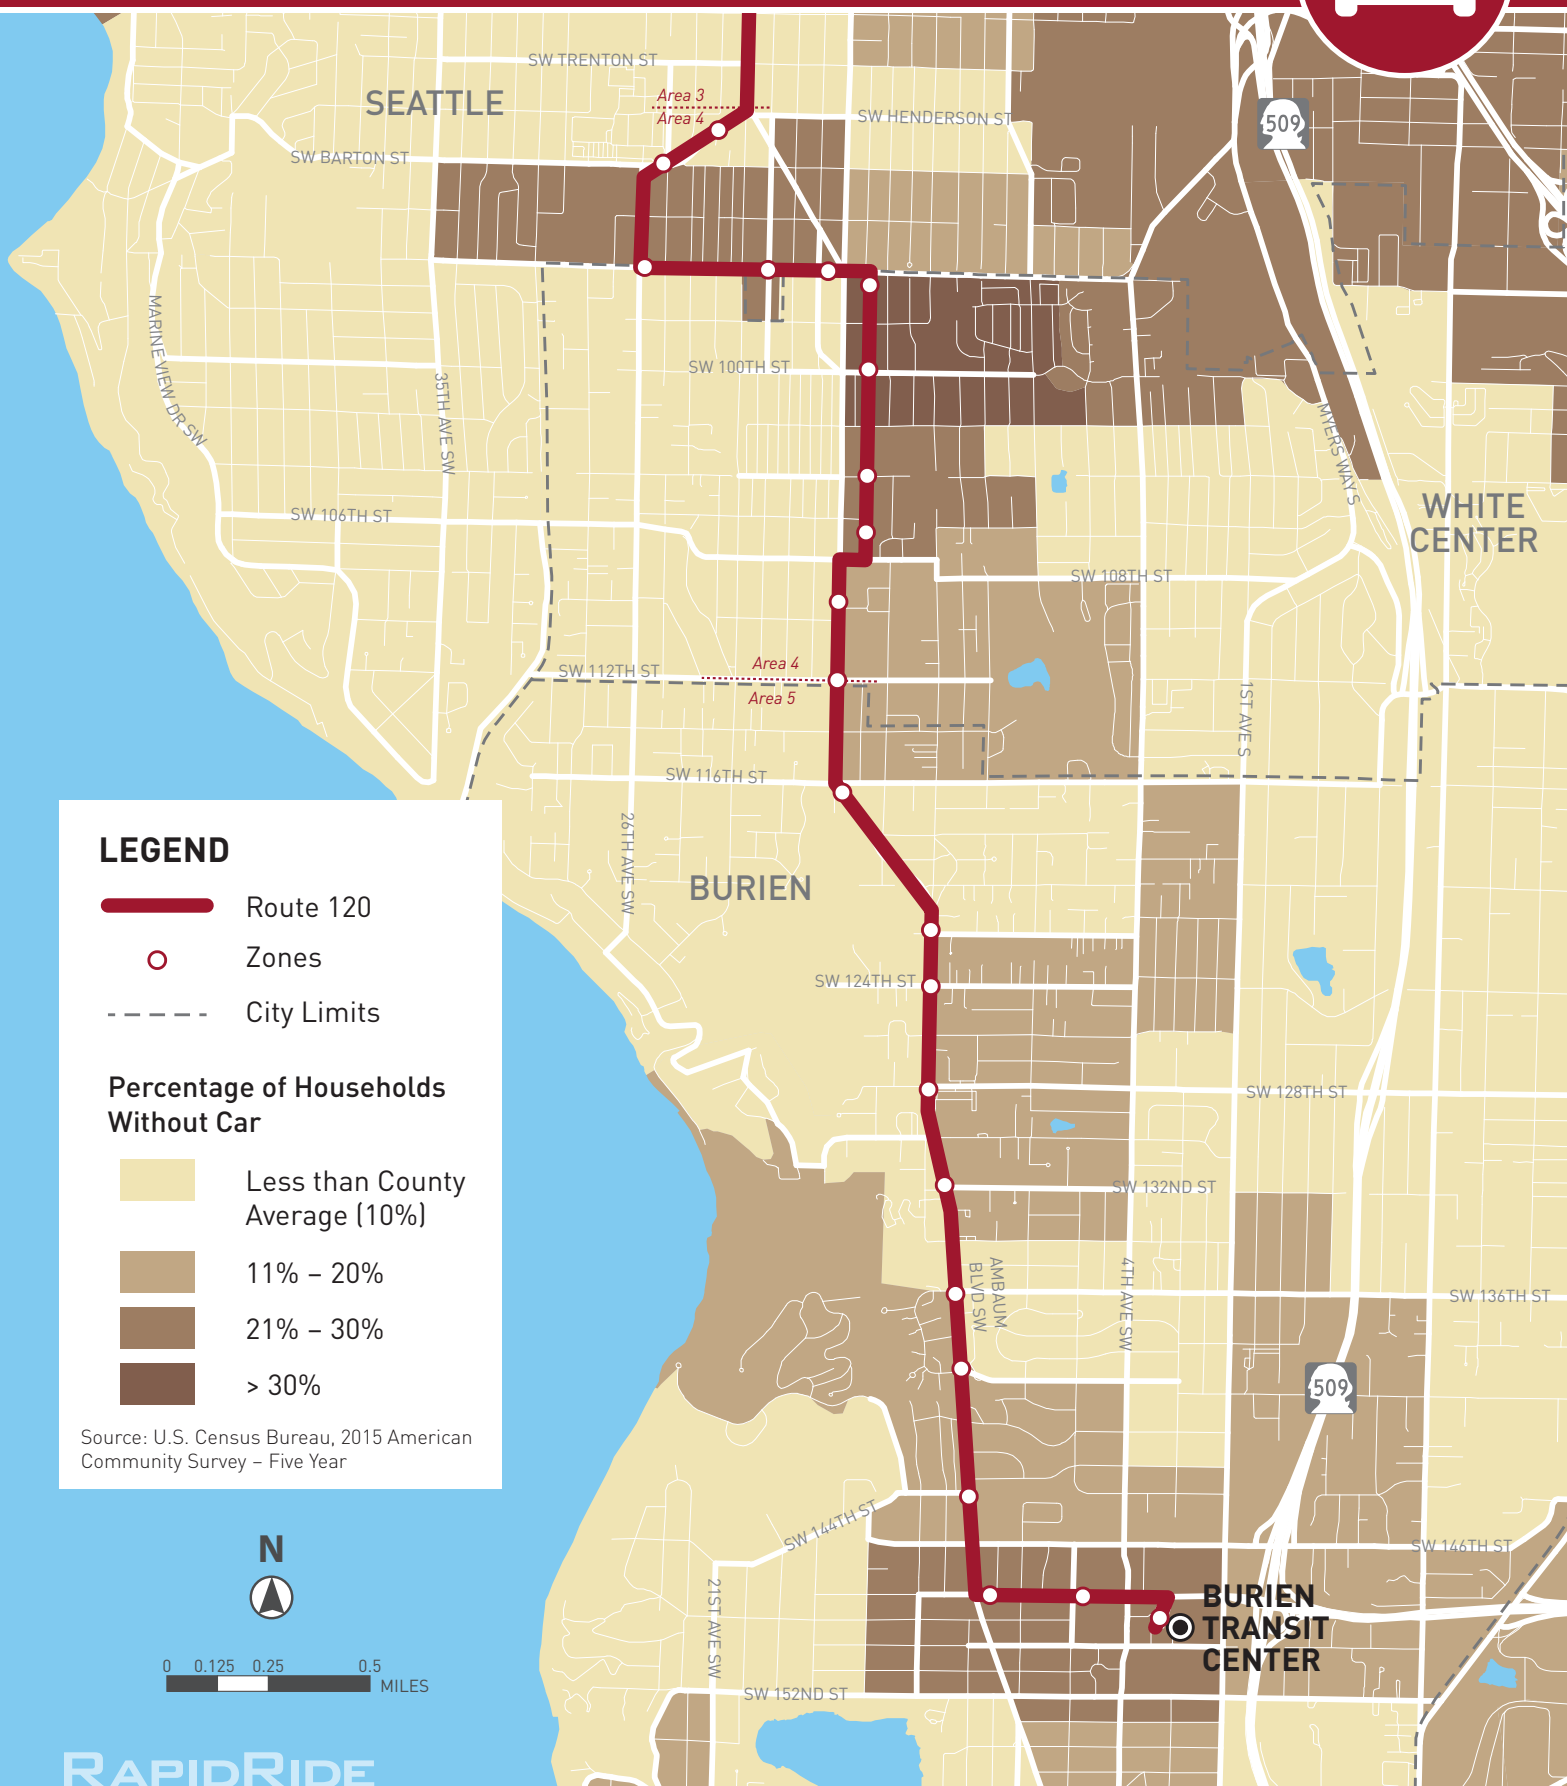 SW TRENTON ST
SEATTLE
Area 3
Area 4
SW HENDERSON ST
509
SW BARTON ST
MARINE VIEW DR SW
35TH AVE SW
SW 100TH ST
MYERS WAY S
WHITE
CENTER
SW 106TH ST
SW 108TH ST
SW 112TH ST
Area 4
Area 5
1ST AVE S
SW 116TH ST
26TH AVE SW
BURIEN
LEGEND
Route 120
Zones
City Limits
Percentage of Households
Without Car
Less than County
Average (10%)
11% – 20%
21% – 30%
> 30%
Source: U.S. Census Bureau, 2015 American
Community Survey – Five Year
SW 124TH ST
SW 128TH ST
SW 132ND ST
AMBAUM
BLVD SW
4TH AVE SW
SW 136TH ST
509
SW 144TH ST
SW 146TH ST
BURIEN
TRANSIT
CENTER
21ST AVE SW
SW 152ND ST
N
0 0.125 0.25 0.5
MILES
RAPIDRIDE